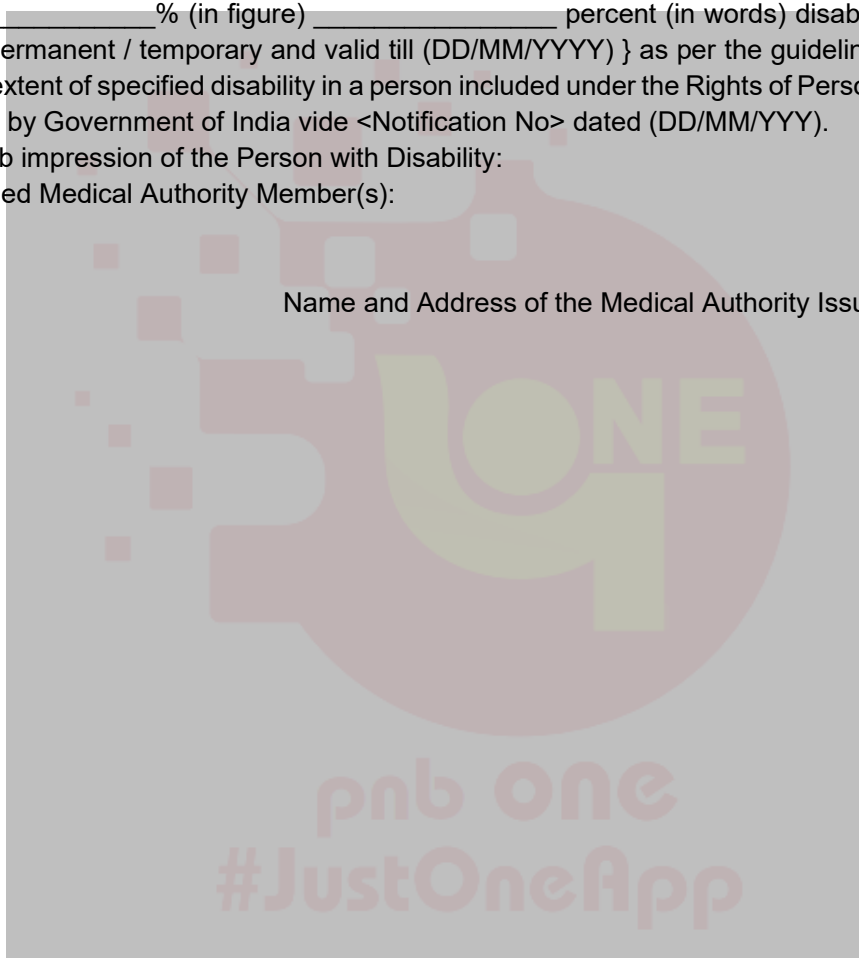 ___________% (in figure) _________________ percent (in words) disab
ermanent / temporary and valid till (DD/MM/YYYY) } as per the guidelin
extent of specified disability in a person included under the Rights of Perso
by Government of India vide <Notification No> dated (DD/MM/YYY).
b impression of the Person with Disability:
ed Medical Authority Member(s):
Name and Address of the Medical Authority Issu
ONE
pnb one
#JustOneApp